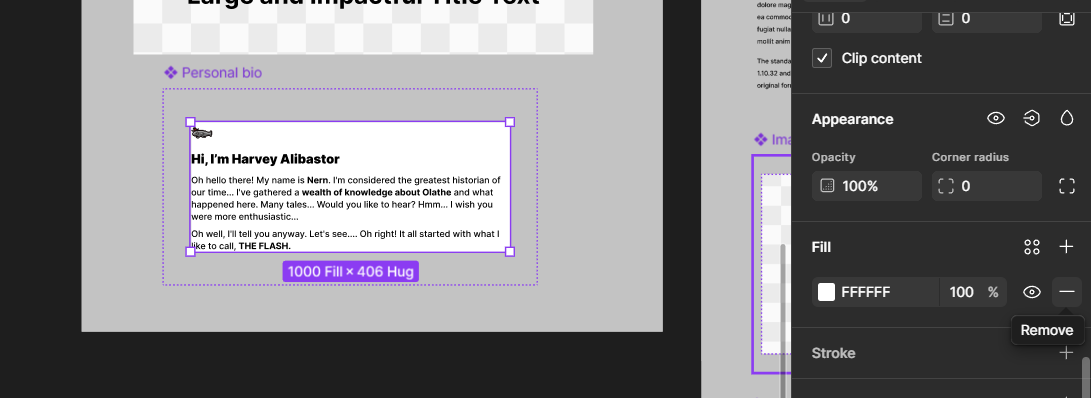 Large and Impactful Title Text
Personal bio
Hi, I'm Harvey Alibastor
Oh hello there! My name is Nern. I'm considered the greatest historian of
our time... I've gathered a wealth of knowledge about Olathe and what
happened here. Many tales... Would you like to hear? Hmm... I wish you
were more enthusiastic...
Oh well, I'll tell you anyway. Let's see.... Oh right! It all started with what I
like to call, THE FLASH.
1000 Fill × 406 Hug
dolore mag
ea commod
fugiat nulla
mollit anim
The standa
1.10.32 and
original for
Ima
0
0
Clip content
Appearance
Opacity
Corner radius
100%
0
Fill
FFFFFF
100
%
Remove
Stroke